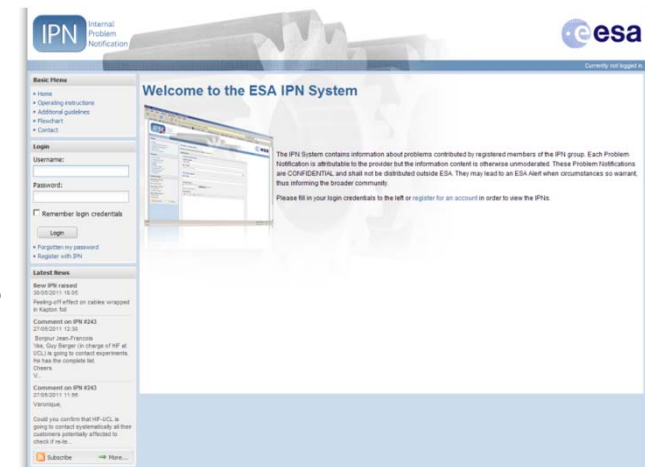 IPN
Internal
Problem
Notification
esa
Currently not logged in
Basic Menu
Home
Operating instructions
Additional guidelines
Flowchart
Contact
Login
Username:
Password:
Remember login credentials
Login
Forgotten my password
Register with IPN
Latest News
New IPN raised
30/05/2011 18:05
Peeling-off effect on cables wrapped
in Kapton foil
Comment on IPN #243
27/05/2011 12:38
Bonjour Jean-Francois
Yes, Guy Berger (in charge of HIF at
UCL) is going to contact experiments.
He has the complete list.
Cheers
V...
Comment on IPN #243
27/05/2011 11:56
Veronique,
Could you confirm that HIF-UCL is
going to contact systematically all their
customers potentially affected to
check if re-te...
Subscribe
More...
Welcome to the ESA IPN System
The IPN System contains information about problems contributed by registered members of the IPN group. Each Problem
Notification is attributable to the provider but the information content is otherwise unmoderated. These Problem Notifications
are CONFIDENTIAL and shall not be distributed outside ESA. They may lead to an ESA Alert when circumstances so warrant,
thus informing the broader community.
Please fill in your login credentials to the left or register for an account in order to view the IPNs.